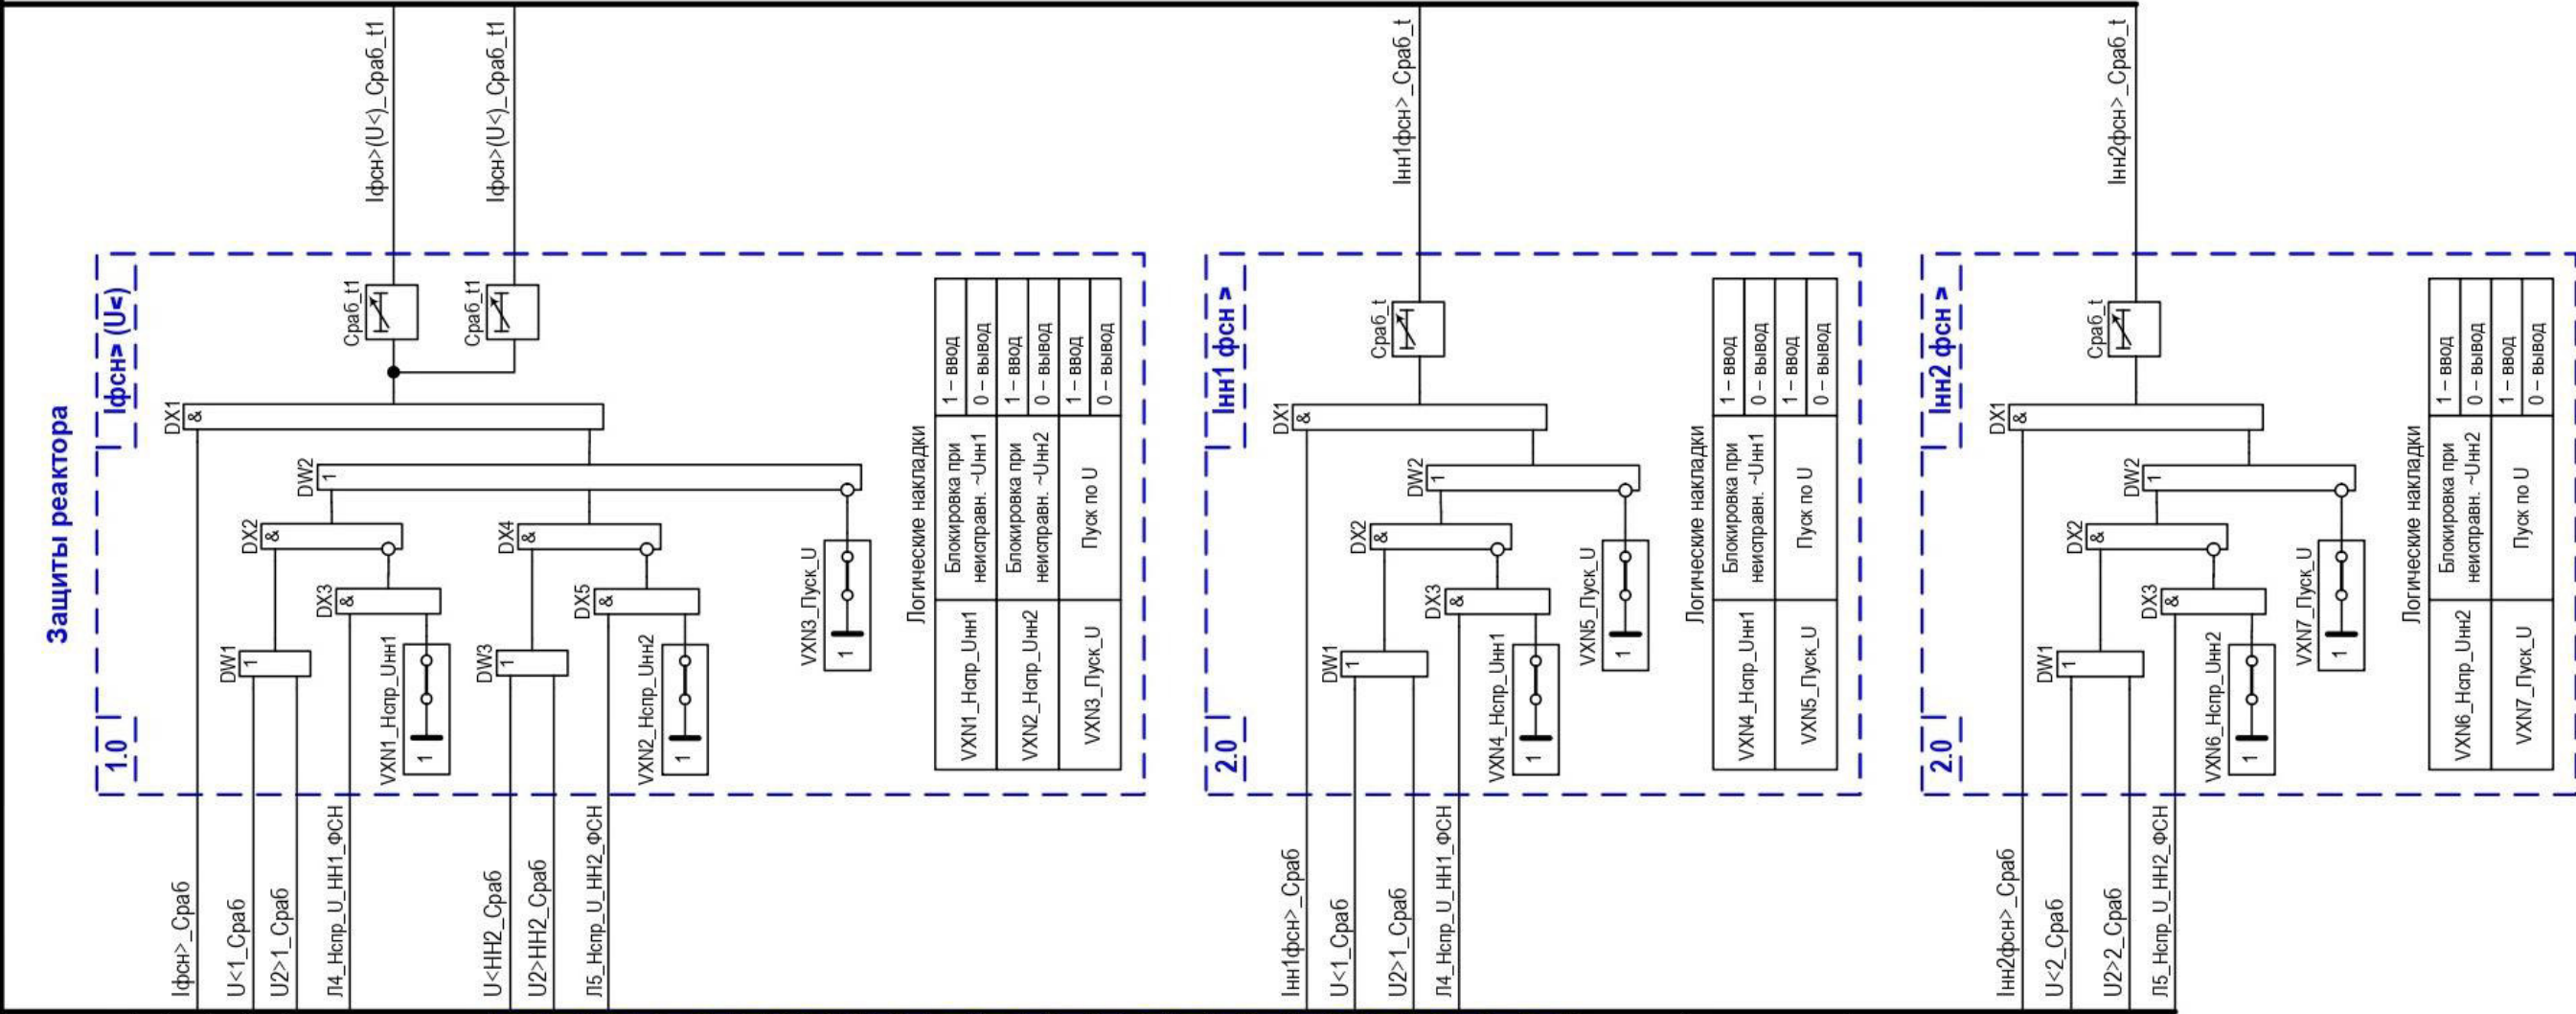 Защиты реактора
1.0
Iфсн> (U<)
Iфсн>_Сраб
U<1_Сраб
U2>1_Сраб
Л4_Нспр_U_НН1_ФСН
U<НН2_Сраб
U2>НН2_Сраб
Л5_Нспр_U_НН2_ФСН
DW1
1
VXN1_Нспр_Uнн1
1
DW3
1
VXN2_Нспр_Uнн2
1
DX3
&
DX5
&
DX2
&
DX4
&
VXN3_Пуск_U
1
DW2
1
DX1
&
Сраб_t1
Сраб_t1
Iфсн>(U<)_Сраб_t1
Iфсн>(U<)_Сраб_t1
Логические накладки
VXN1_Нспр_Uнн1
Блокировка при
неисправн. ~Uнн1
1 – ввод
0 – вывод
VXN2_Нспр_Uнн2
Блокировка при
неисправн. ~Uнн2
1 – ввод
0 – вывод
VXN3_Пуск_U
Пуск по U
1 – ввод
0 – вывод
2.0
Iнн1 фсн >
Iнн1фсн>_Сраб
U<1_Сраб
U2>1_Сраб
Л4_Нспр_U_НН1_ФСН
DW1
1
VXN4_Нспр_Uнн1
1
DX3
&
DX2
&
VXN5_Пуск_U
1
DW2
1
DX1
&
Сраб_t
Iнн1фсн>_Сраб_t
Логические накладки
VXN4_Нспр_Uнн1
Блокировка при
неисправн. ~Uнн1
1 – ввод
0 – вывод
VXN5_Пуск_U
Пуск по U
1 – ввод
0 – вывод
2.0
Iнн2 фсн >
Iнн2фсн>_Сраб
U<2_Сраб
U2>2_Сраб
Л5_Нспр_U_НН2_ФСН
DW1
1
VXN6_Нспр_Uнн2
1
DX3
&
DX2
&
VXN7_Пуск_U
1
DW2
1
DX1
&
Сраб_t
Iнн2фсн>_Сраб_t
Логические накладки
VXN6_Нспр_Uнн2
Блокировка при
неисправн. ~Uнн2
1 – ввод
0 – вывод
VXN7_Пуск_U
Пуск по U
1 – ввод
0 – вывод